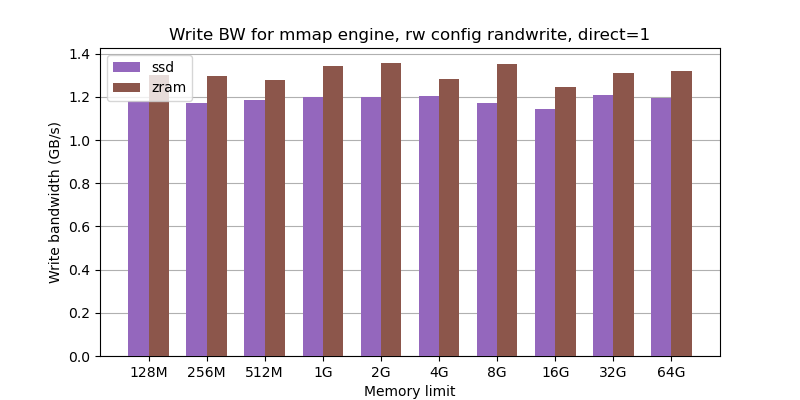 Write BW for mmap engine, rw config randwrite, direct=1
ssd
zram
Write bandwidth (GB/s)
1.4
1.2
1.0
0.8
0.6
0.4
0.2
0.0
128M 256M 512M 1G 2G 4G 8G 16G 32G 64G
Memory limit